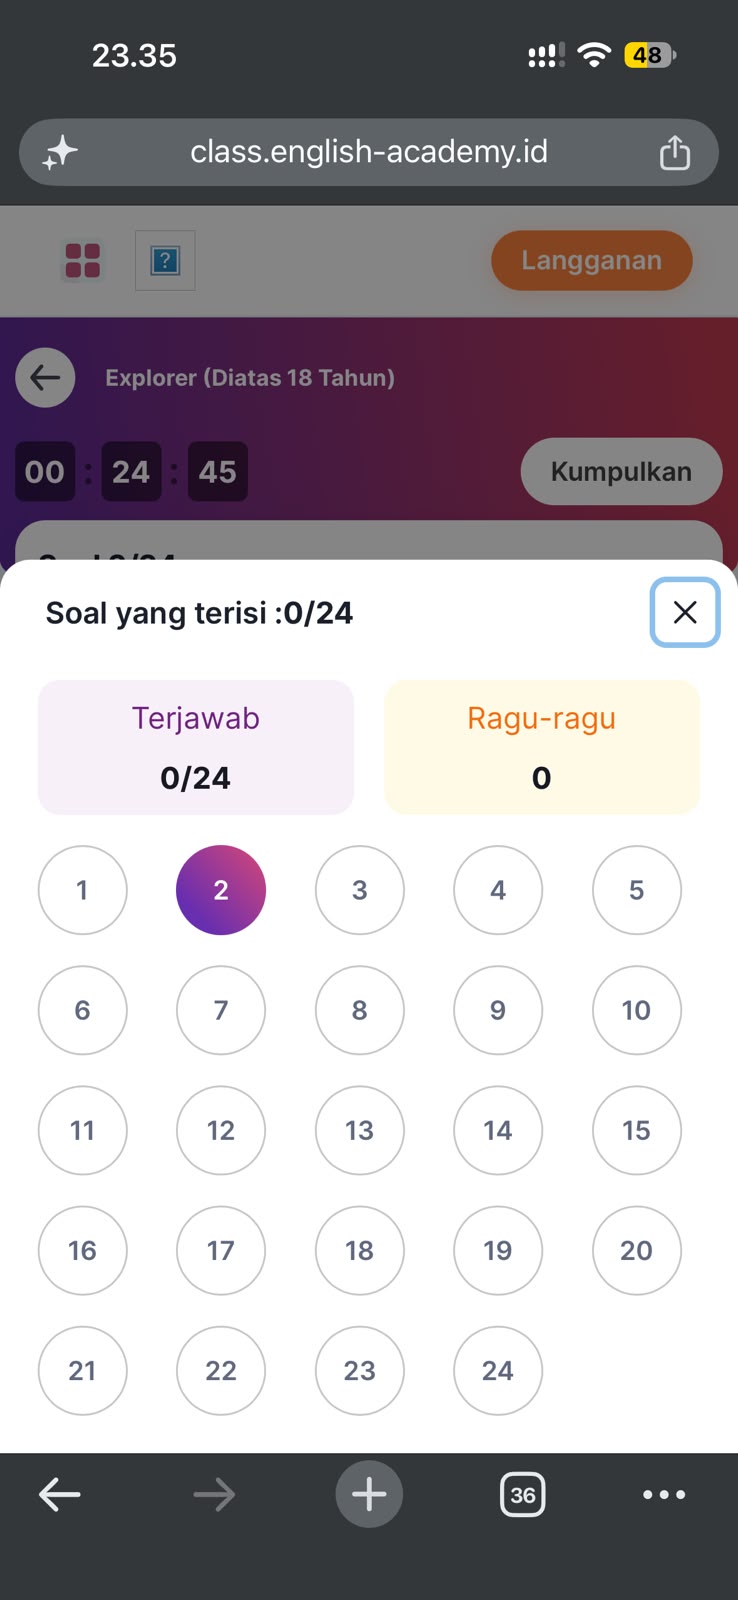 23.35
48
class.english-academy.id
?
Langganan
Explorer (Diatas 18 Tahun)
00 : 24 : 45
Kumpulkan
Soal yang terisi :0/24
Terjawab
Ragu-ragu
0/24
0
1 2 3 4 5
6 7 8 9 10
11 12 13 14 15
16 17 18 19 20
21 22 23 24
36